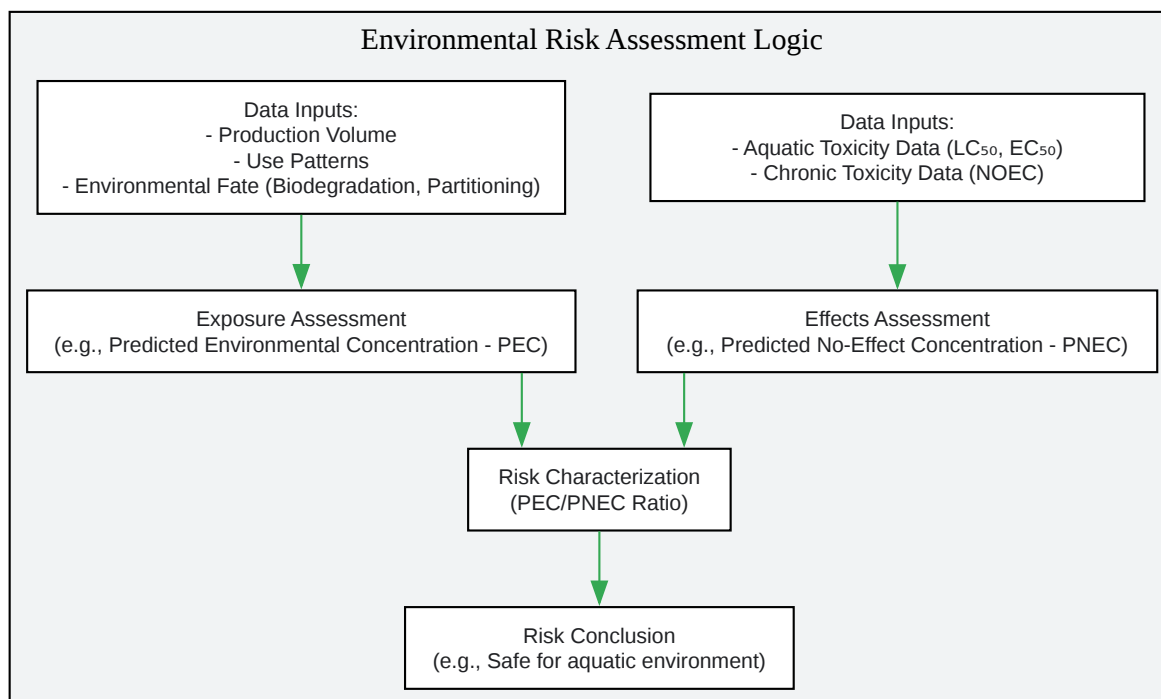 Environmental Risk Assessment Logic
Data Inputs:
- Production Volume
- Use Patterns
- Environmental Fate (Biodegradation, Partitioning)
Data Inputs:
- Aquatic Toxicity Data (LC₅₀, EC₅₀)
- Chronic Toxicity Data (NOEC)
Exposure Assessment
(e.g., Predicted Environmental Concentration - PEC)
Effects Assessment
(e.g., Predicted No-Effect Concentration - PNEC)
Risk Characterization
(PEC/PNEC Ratio)
Risk Conclusion
(e.g., Safe for aquatic environment)